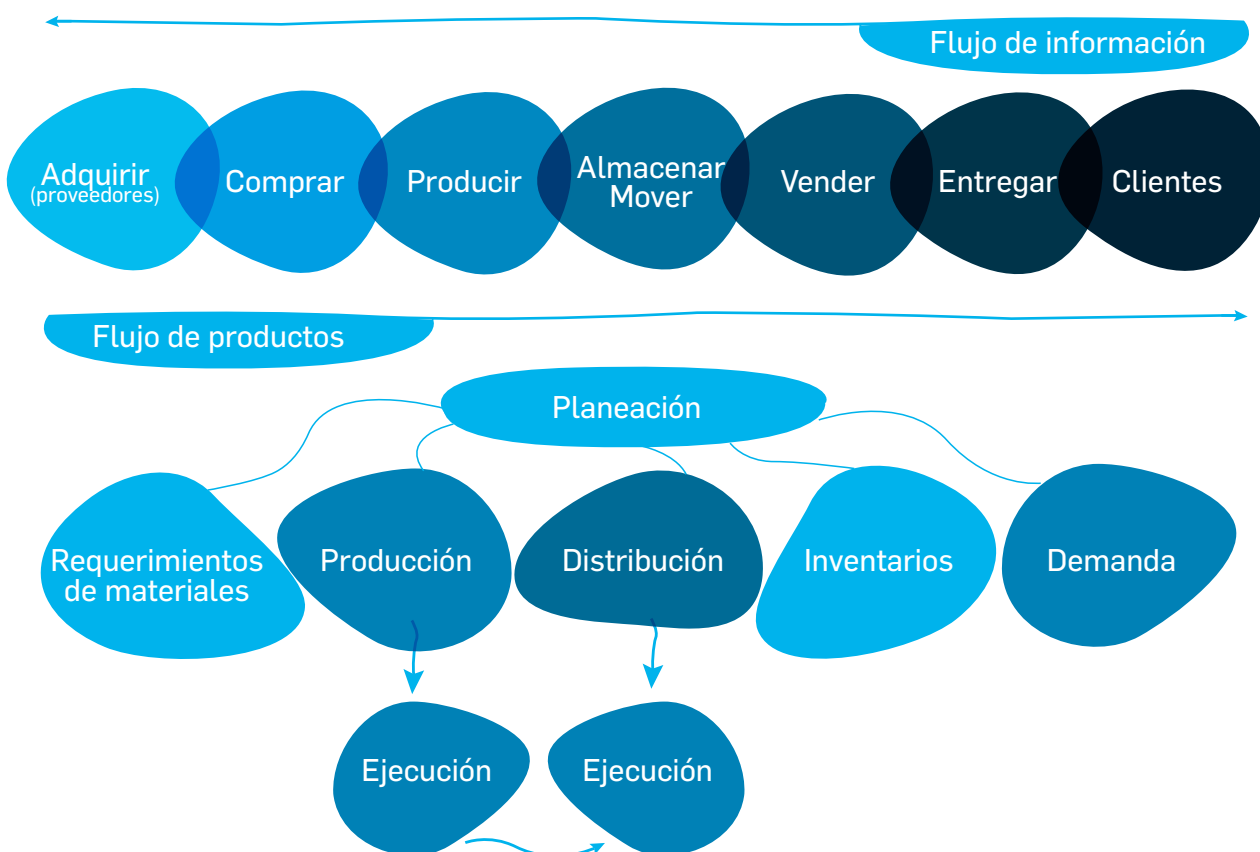 Flujo de información
Adquirir
(proveedores)
Comprar
Producir
Almacenar
Mover
Vender
Entregar
Clientes
Flujo de productos
Planeación
Requerimientos
de materiales
Producción
Distribución
Inventarios
Demanda
Ejecución
Ejecución